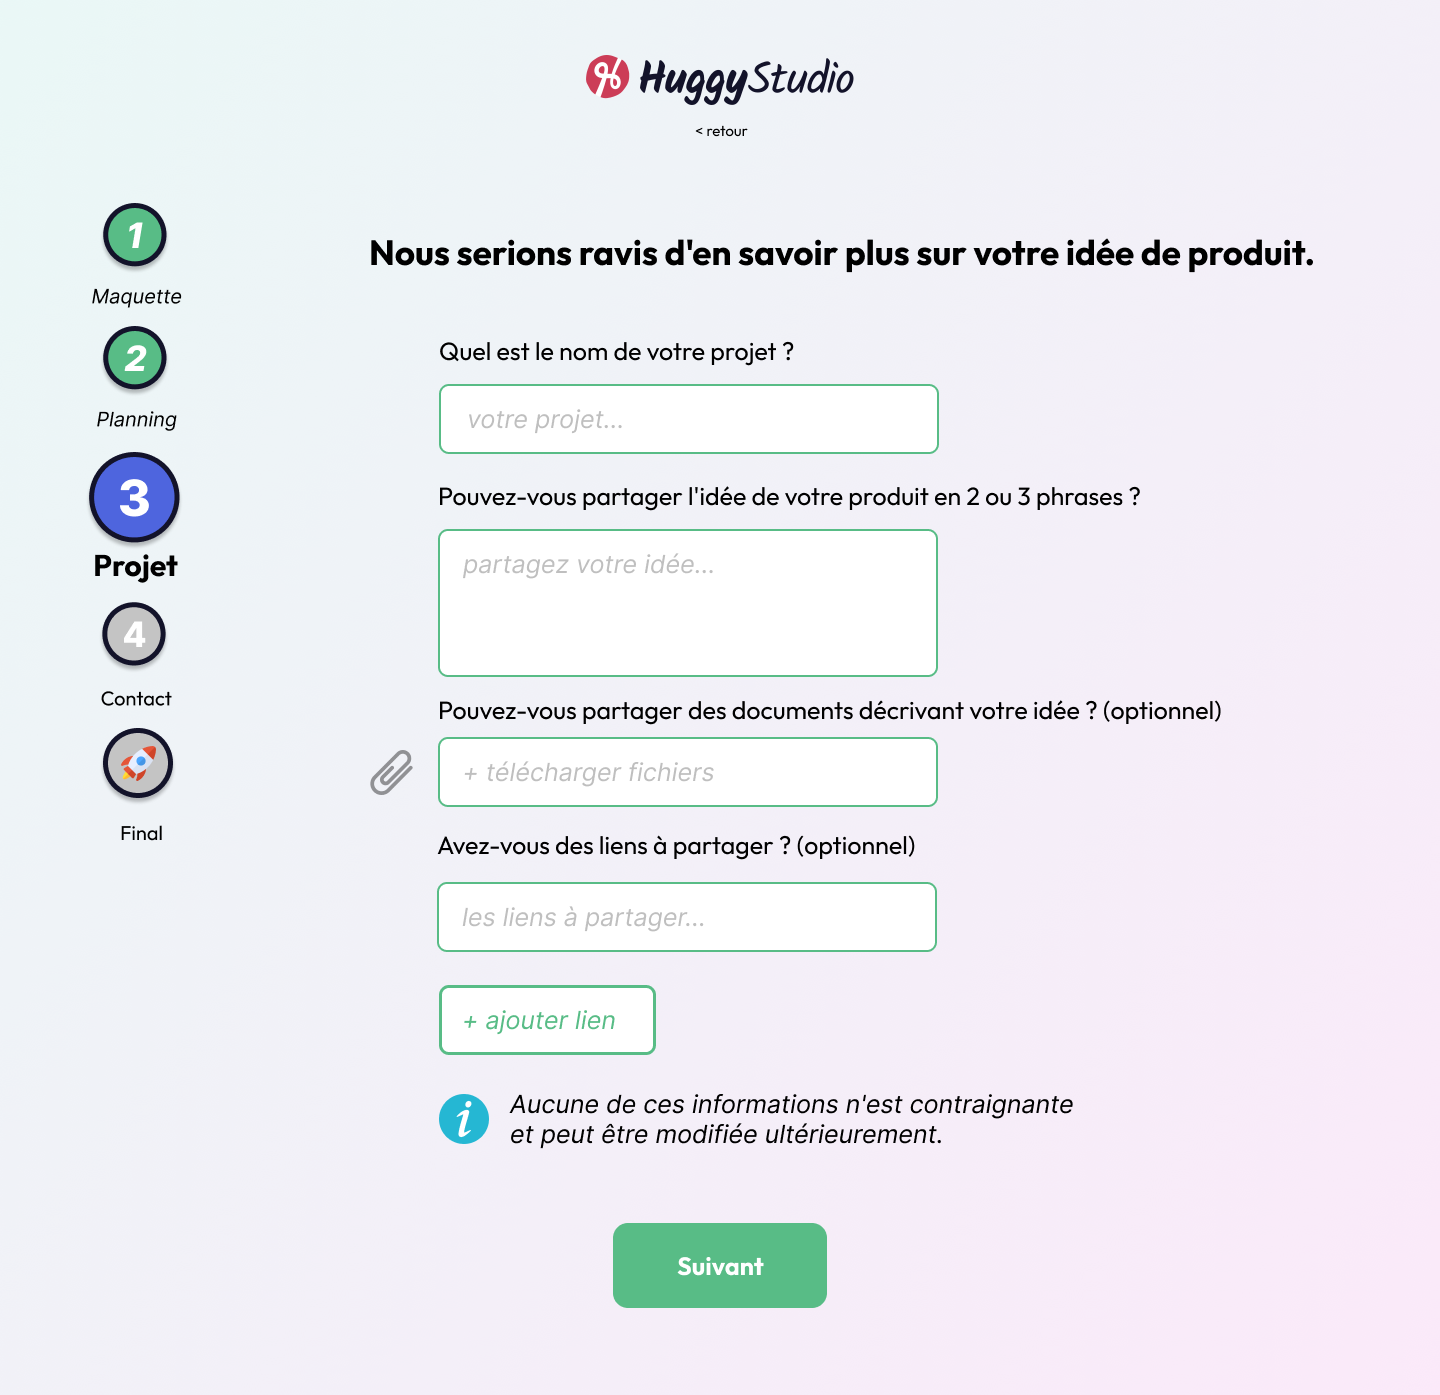 HuggyStudio
< retour
1
Maquette
2
Planning
3
Projet
4
Contact
Final
Nous serions ravis d'en savoir plus sur votre idée de produit.
Quel est le nom de votre projet ?
votre projet...
Pouvez-vous partager l'idée de votre produit en 2 ou 3 phrases ?
partagez votre idée...
Pouvez-vous partager des documents décrivant votre idée ? (optionnel)
+ télécharger fichiers
Avez-vous des liens à partager ? (optionnel)
les liens à partager...
+ ajouter lien
i
Aucune de ces informations n'est contraignante
et peut être modifiée ultérieurement.
Suivant